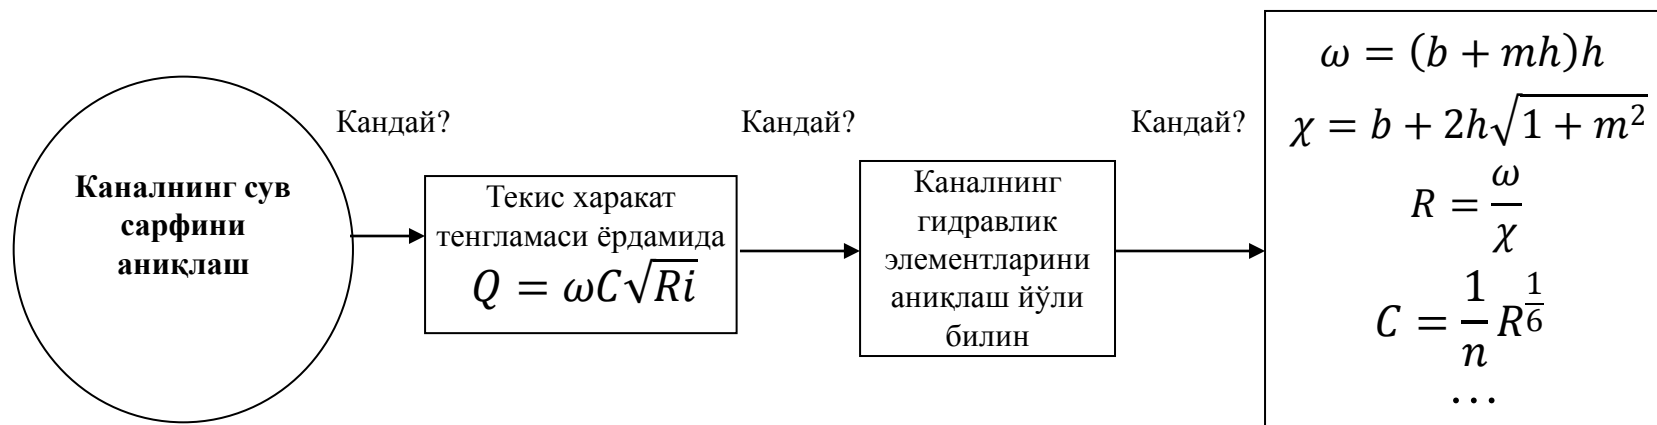 Каналнинг сув
сарфини
аниқлаш
Кандай?
Текис харакат
тенгламаси ёрдамида
Q = ωC√Ri
Кандай?
Каналнинг
гидравлик
элементларини
аниқлаш йўли
билин
Кандай?
ω = (b + mh)h
χ = b + 2h√1 + m²
R = ω/χ
C = 1/n R^1/6
...